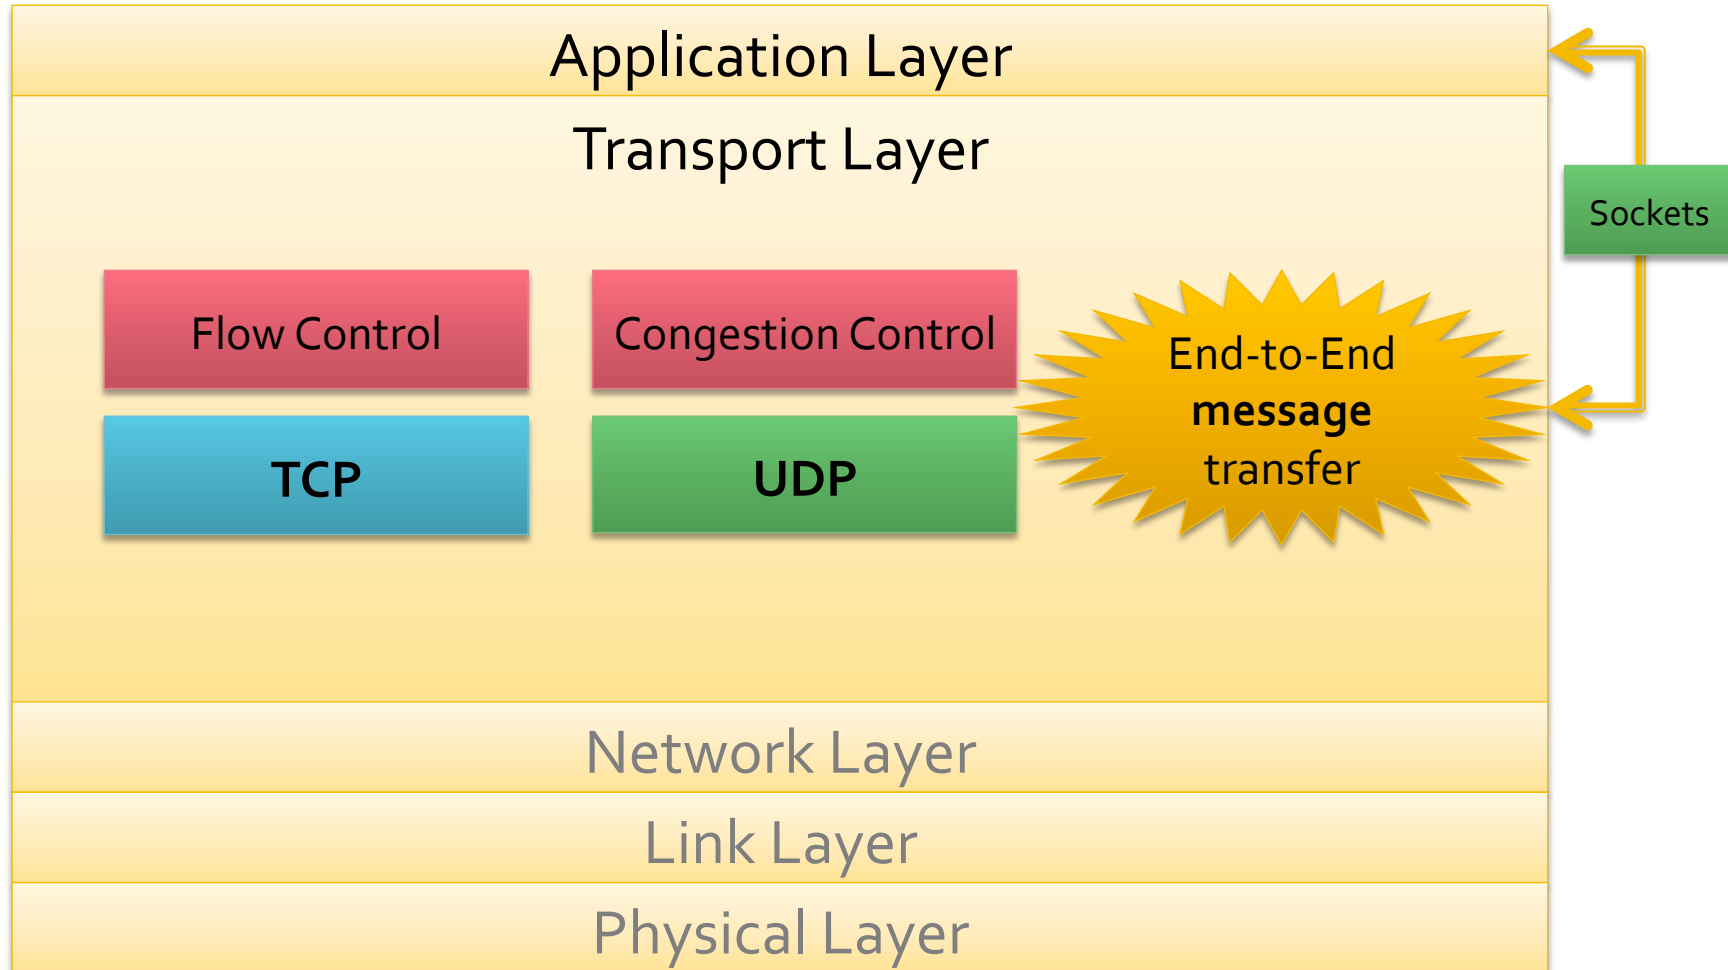 Application Layer
Transport Layer
Sockets
Flow Control
Congestion Control
End-to-End
message
transfer
TCP
UDP
Network Layer
Link Layer
Physical Layer